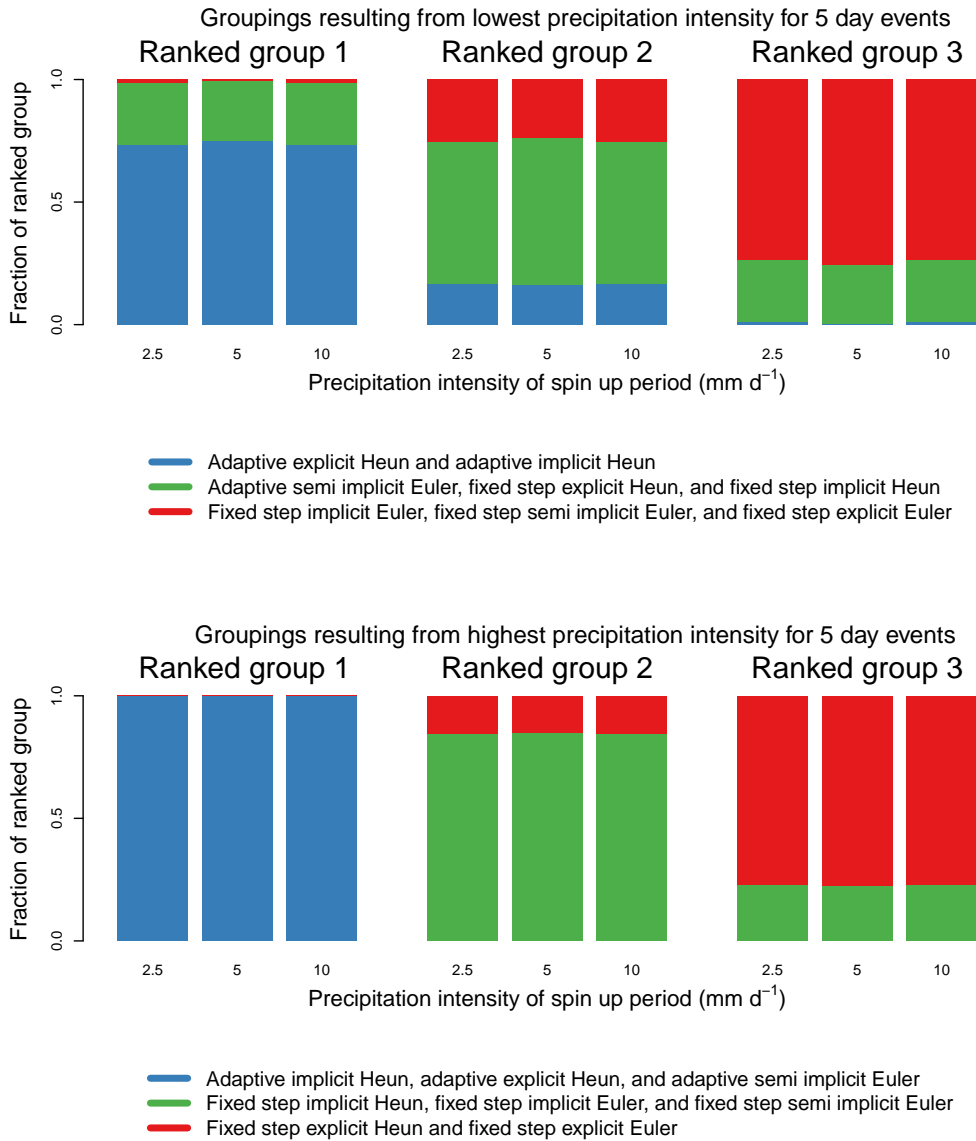 Groupings resulting from lowest precipitation intensity for 5 day events
Ranked group 1
Ranked group 2
Ranked group 3
Fraction of ranked group
1.0
0.5
0.0
2.5 5 10
2.5 5 10
2.5 5 10
Precipitation intensity of spin up period (mm d⁻¹)
Adaptive explicit Heun and adaptive implicit Heun
Adaptive semi implicit Euler, fixed step explicit Heun, and fixed step implicit Heun
Fixed step implicit Euler, fixed step semi implicit Euler, and fixed step explicit Euler
Groupings resulting from highest precipitation intensity for 5 day events
Ranked group 1
Ranked group 2
Ranked group 3
Fraction of ranked group
1.0
0.5
0.0
2.5 5 10
2.5 5 10
2.5 5 10
Precipitation intensity of spin up period (mm d⁻¹)
Adaptive implicit Heun, adaptive explicit Heun, and adaptive semi implicit Euler
Fixed step implicit Heun, fixed step implicit Euler, and fixed step semi implicit Euler
Fixed step explicit Heun and fixed step explicit Euler